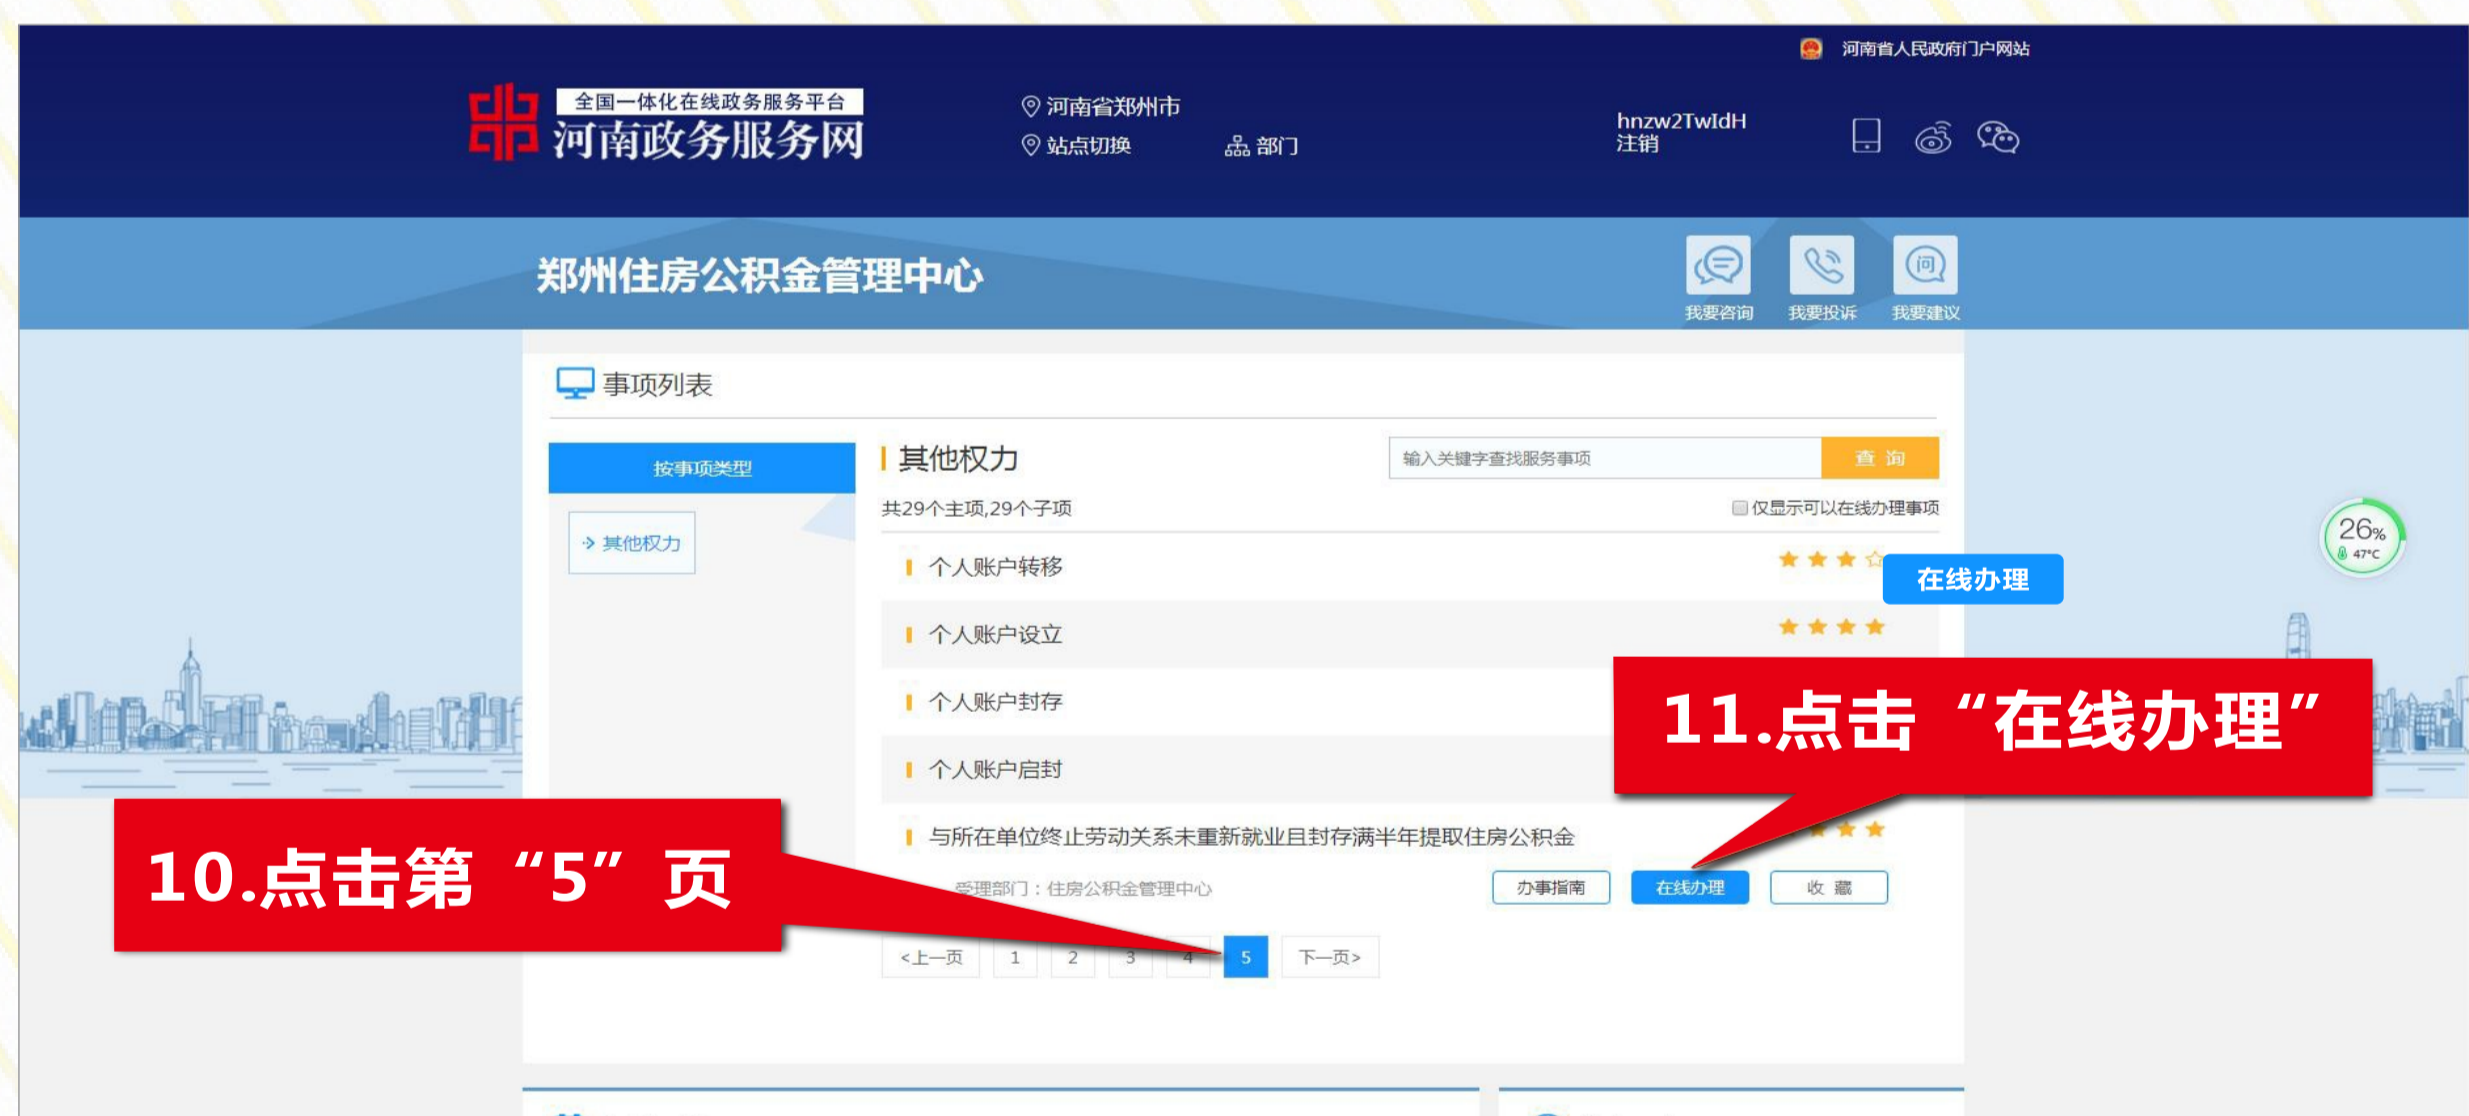 河南省人民政府门户网站
全国一体化在线政务服务平台
河南政务服务网
河南省郑州市
站点切换 部门
hnzw2TwIdH
注销
郑州住房公积金管理中心
我要咨询 我要投诉 我要建议
问
事项列表
按事项类型
其他权力
其他权力
输入关键字查找服务事项 查 询
共29个主项,29个子项 仅显示可以在线办理事项
个人账户转移
在线办理
个人账户设立
个人账户封存
个人账户启封
与所在单位终止劳动关系未重新就业且封存满半年提取住房公积金
受理部门：住房公积金管理中心 办事指南 在线办理 收 藏
<上一页 1 2 3 4 5 下一页>
10.点击第“5”页
11.点击“在线办理”
26%
47°C